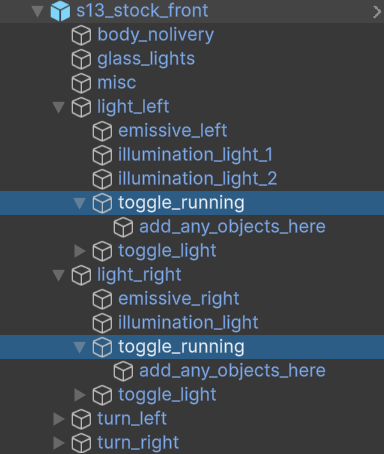 s13_stock_front
body_nolivery
glass_lights
misc
light_left
emissive_left
illumination_light_1
illumination_light_2
toggle_running
add_any_objects_here
toggle_light
light_right
emissive_right
illumination_light
toggle_running
add_any_objects_here
toggle_light
turn_left
turn_right